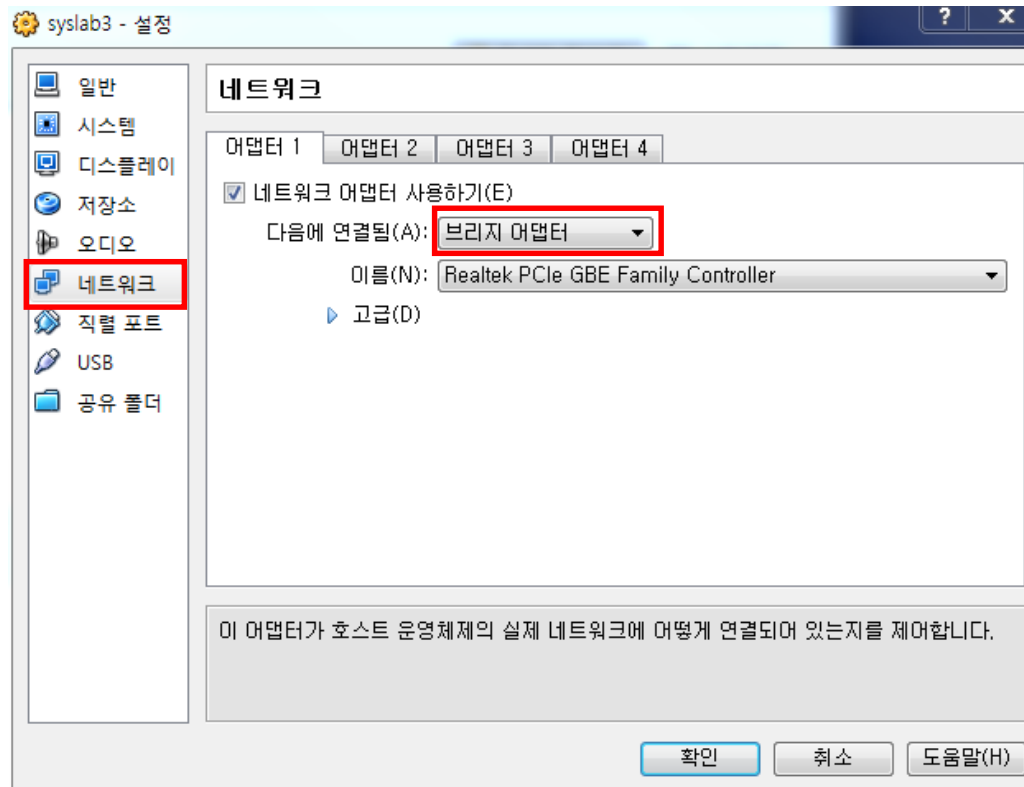 syslab3 - 설정
?
x
일반
시스템
디스플레이
저장소
오디오
네트워크
직렬 포트
USB
공유 폴더
네트워크
어댑터 1 어댑터 2 어댑터 3 어댑터 4
네트워크 어댑터 사용하기(E)
다음에 연결됨(A): 브리지 어댑터
이름(N): Realtek PCIe GBE Family Controller
고급(D)
이 어댑터가 호스트 운영체제의 실제 네트워크에 어떻게 연결되어 있는지를 제어합니다.
확인 취소 도움말(H)